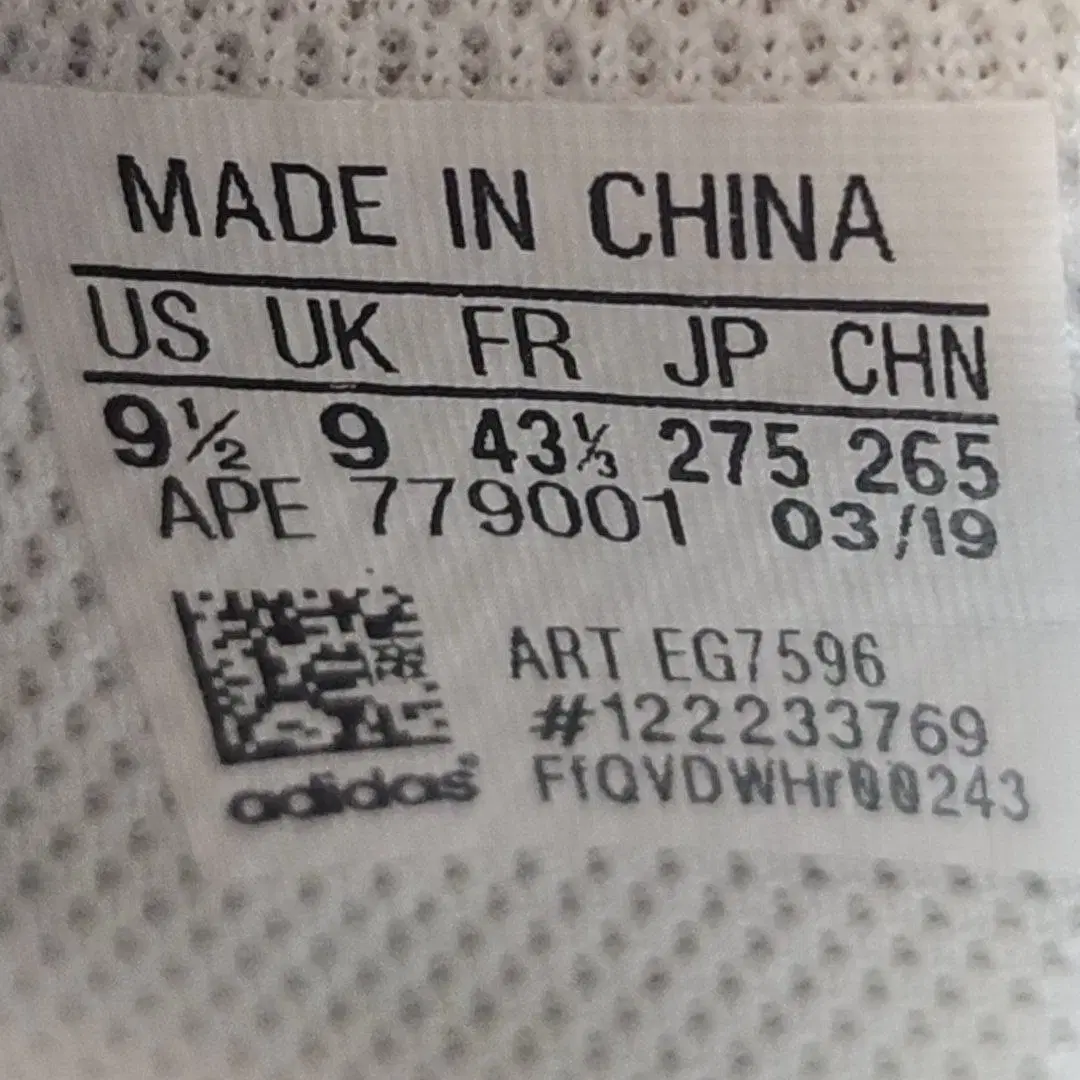 MADE IN CHINA
US UK FR JP CHN
9½ 9 43⅓ 275 265
APE 779001 03/19
ART EG7596
#122233769
FfQVDWHr00243
adidas